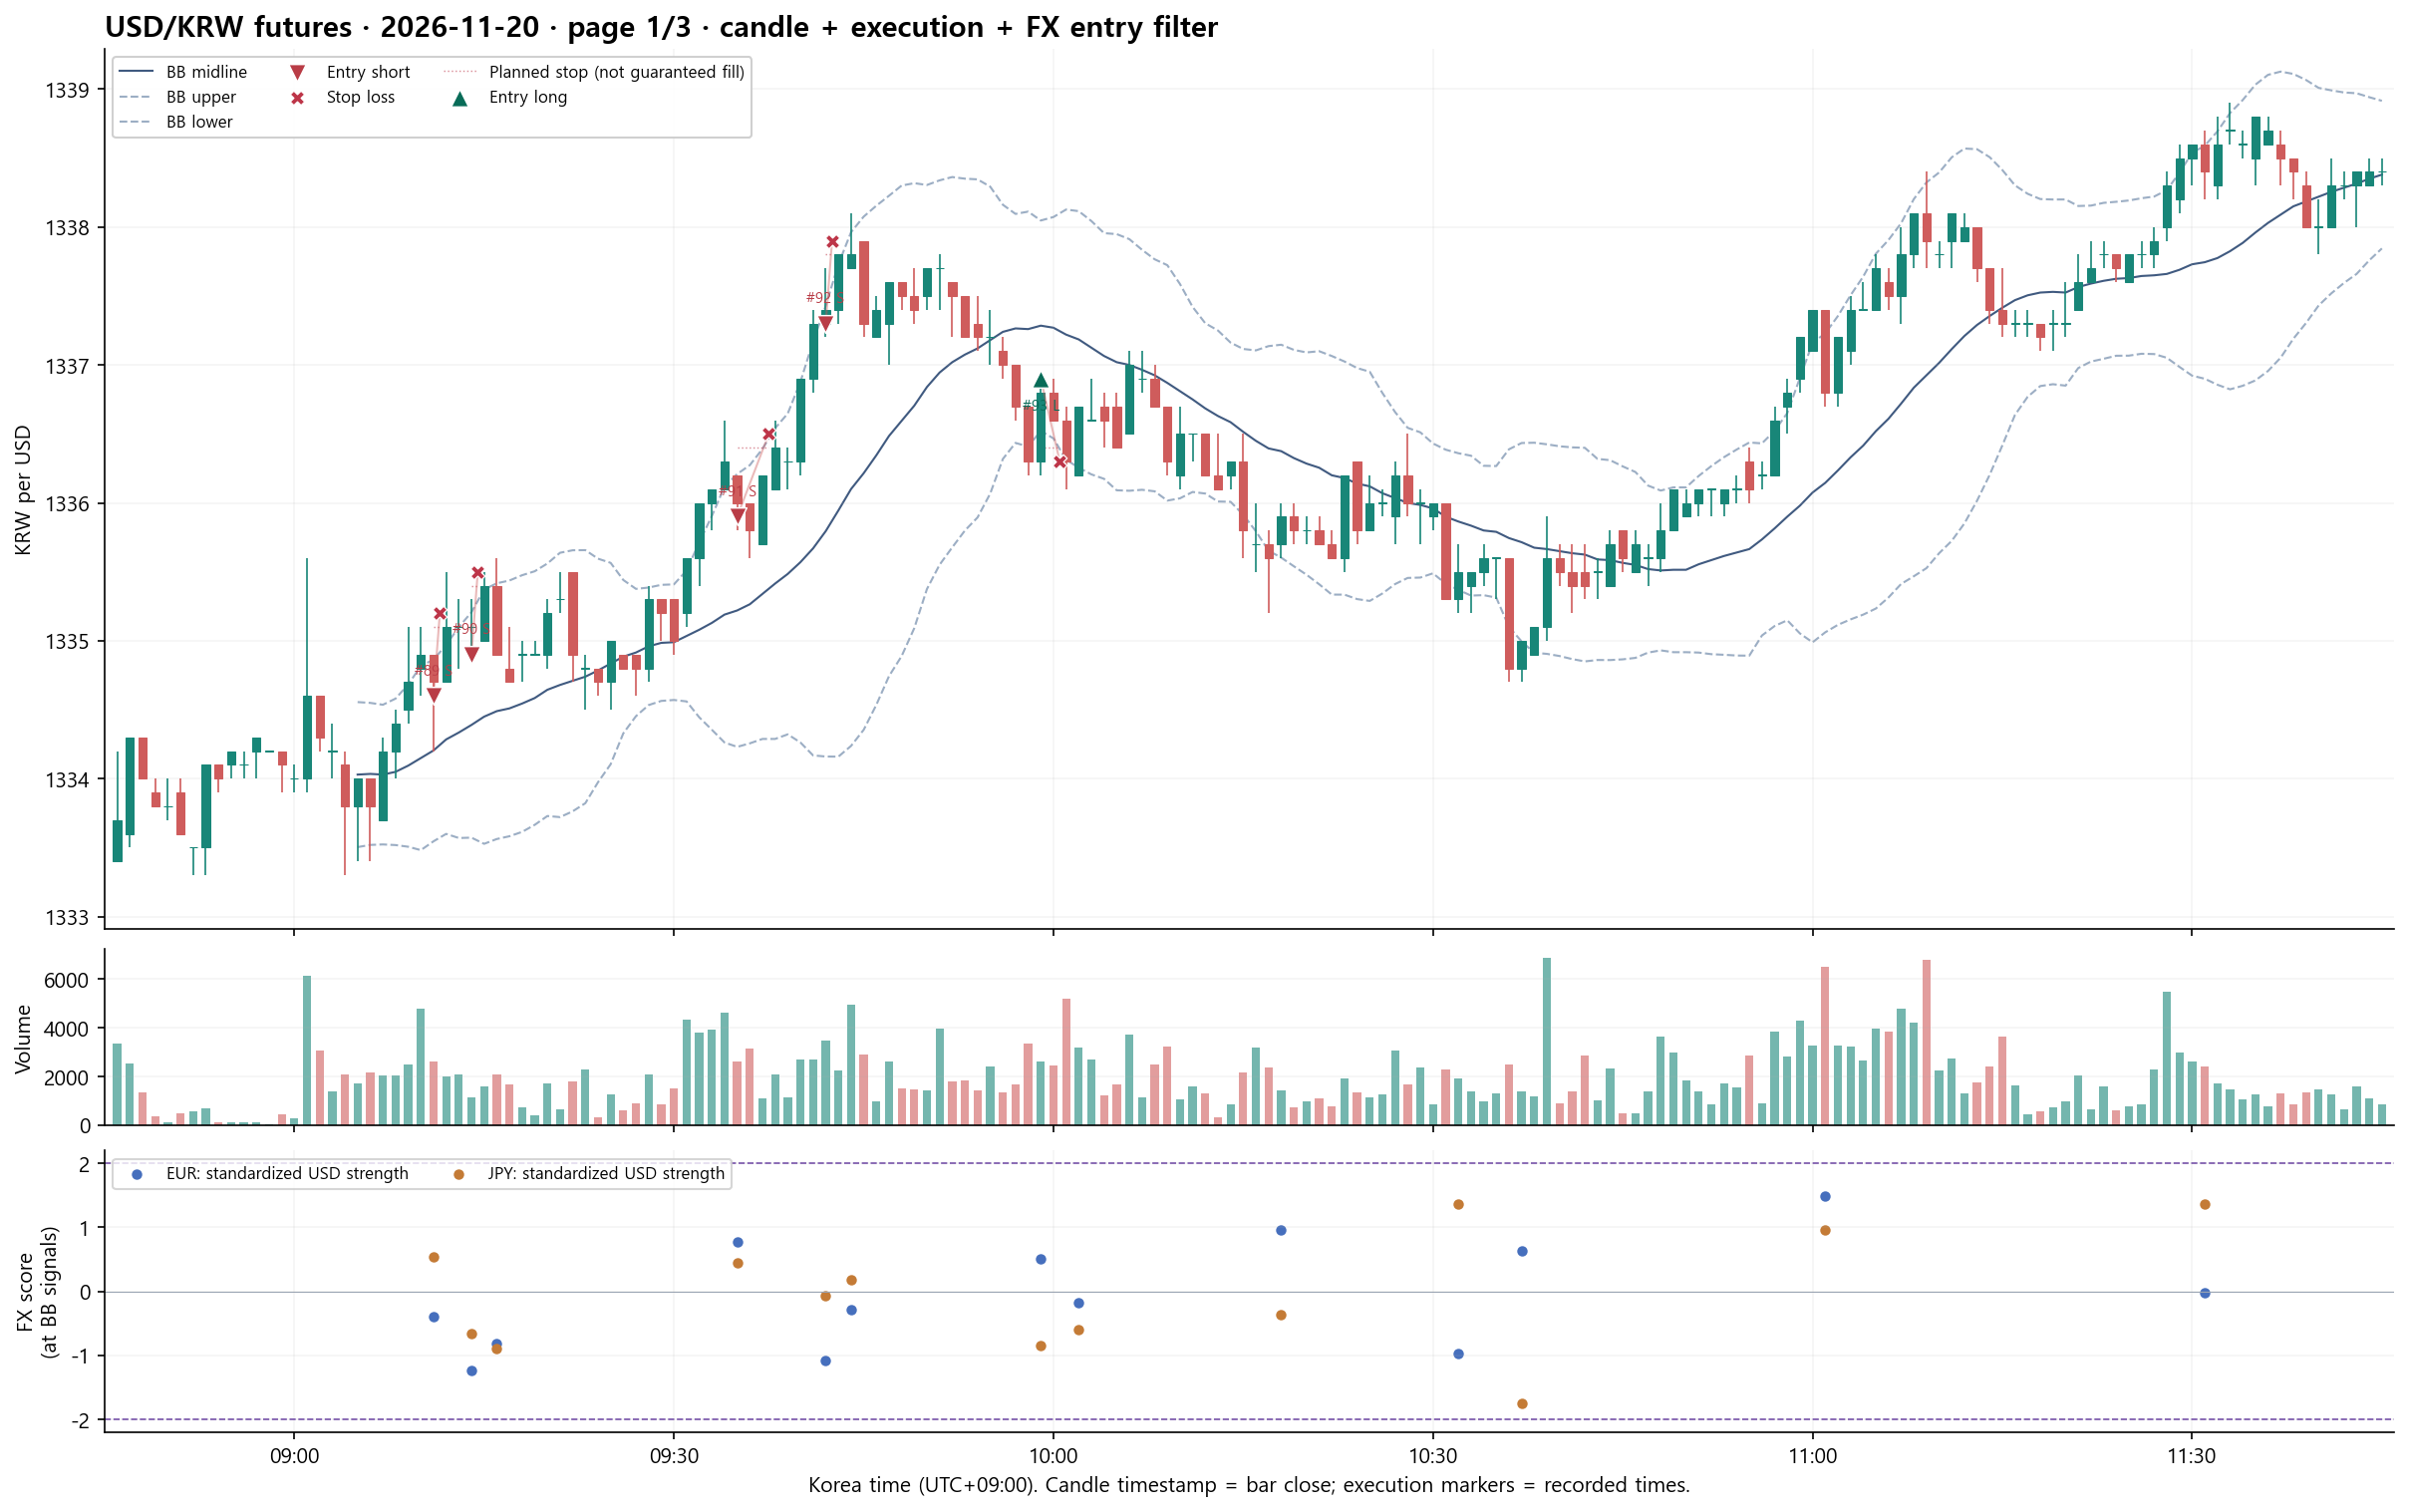 USD/KRW futures · 2026-11-20 · page 1/3 · candle + execution + FX entry filter
BB midline
BB upper
BB lower
Entry short
Stop loss
Planned stop (not guaranteed fill)
Entry long
KRW per USD
1339
1338
1337
1336
1335
1334
1333
#92
#91 S
#90
#93 L
Volume
6000
4000
2000
0
EUR: standardized USD strength
JPY: standardized USD strength
FX score
(at BB signals)
2
1
0
-1
-2
09:00
09:30
10:00
10:30
11:00
11:30
Korea time (UTC+09:00). Candle timestamp = bar close; execution markers = recorded times.